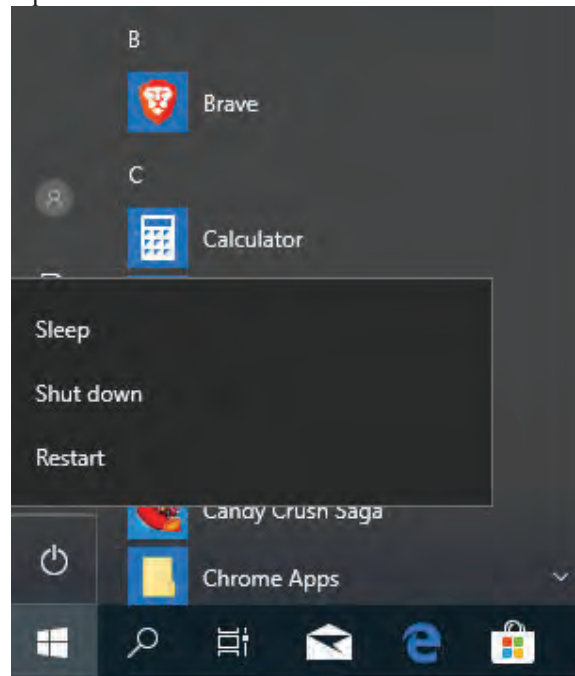 B
Brave
C
Calculator
Sleep
Shut down
Restart
Candy Crush Saga
Chrome Apps